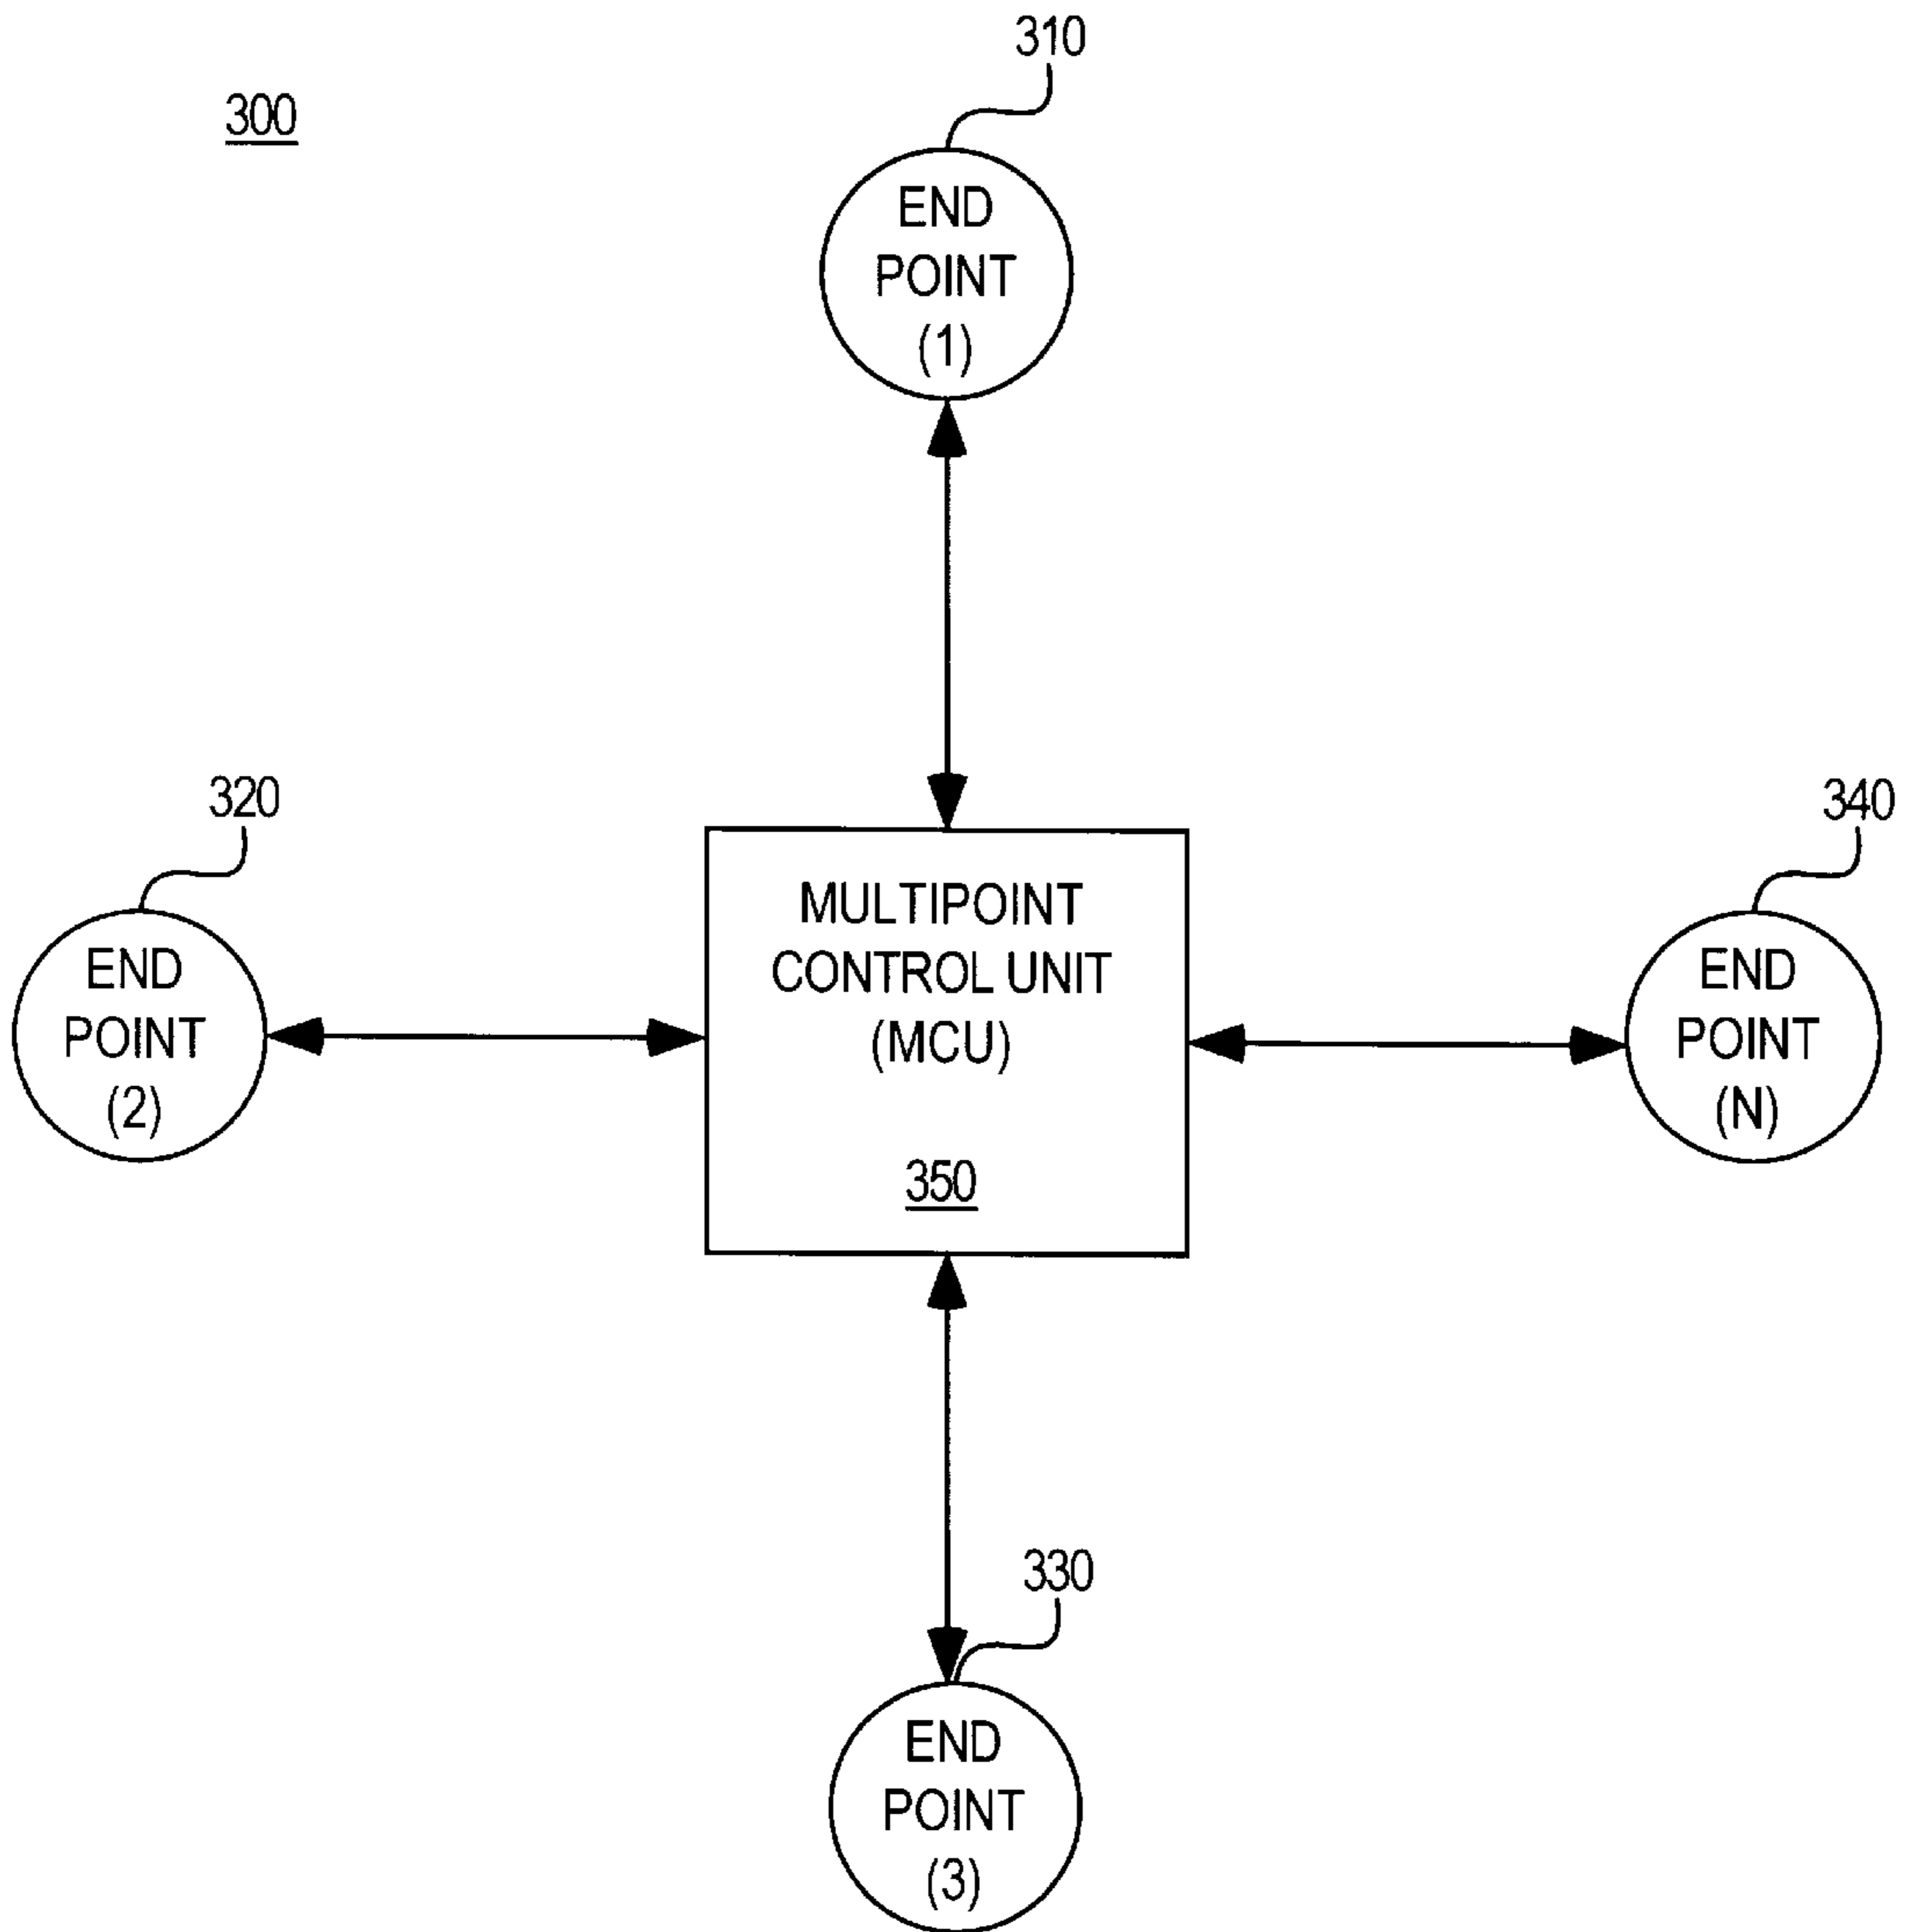 310
300
END
POINT
(1)
320
340
MULTIPOINT
CONTROL UNIT
(MCU)
350
END
POINT
(2)
END
POINT
(N)
330
END
POINT
(3)